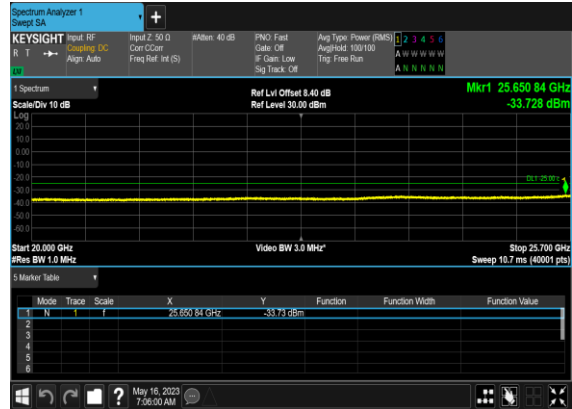 Spectrum Analyzer 1
Swept SA
+
KEYSIGHT Input: RF Input Z: 50 Ω #Atten: 40 dB PNO: Fast Avg Type: Power (RMS) 1 2 3 4 5 6
R T Coupling: DC Corr CCorr Gate: Off Avg|Hold: 100/100 A W W W W W
Align: Auto Freq Ref: Int (S) IF Gain: Low Trig: Free Run
Sig Track: Off A N N N N N
1 Spectrum Ref Lvl Offset 8.40 dB Mkr1 25.650 84 GHz
Scale/Div 10 dB Ref Level 30.00 dBm -33.728 dBm
Log
20.0
10.0
0.00
-10.0
-20.0
-30.0
-40.0
-50.0
-60.0
Start 20.000 GHz Video BW 3.0 MHz* Stop 25.700 GHz
#Res BW 1.0 MHz Sweep 10.7 ms (40001 pts)
5 Marker Table
Mode Trace Scale X Y Function Function Width Function Value
1 N 1 f 25.650 84 GHz -33.73 dBm
2
3
4
5
6
? May 16, 2023
7:06:00 AM